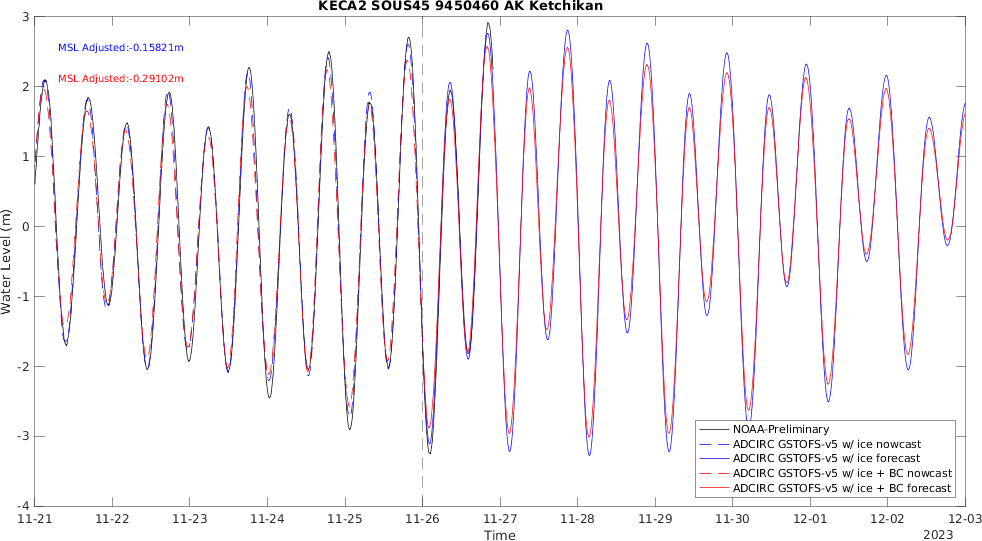 KECA2 SOUS45 9450460 AK Ketchikan
MSL Adjusted:-0.15821m
MSL Adjusted:-0.29102m
Water Level (m)
3
2
1
0
-1
-2
-3
-4
NOAA-Preliminary
ADCIRC GSTOFS-v5 w/ ice nowcast
ADCIRC GSTOFS-v5 w/ ice forecast
ADCIRC GSTOFS-v5 w/ ice + BC nowcast
ADCIRC GSTOFS-v5 w/ ice + BC forecast
11-21 11-22 11-23 11-24 11-25 11-26 11-27 11-28 11-29 11-30 12-01 12-02 12-03
Time
2023